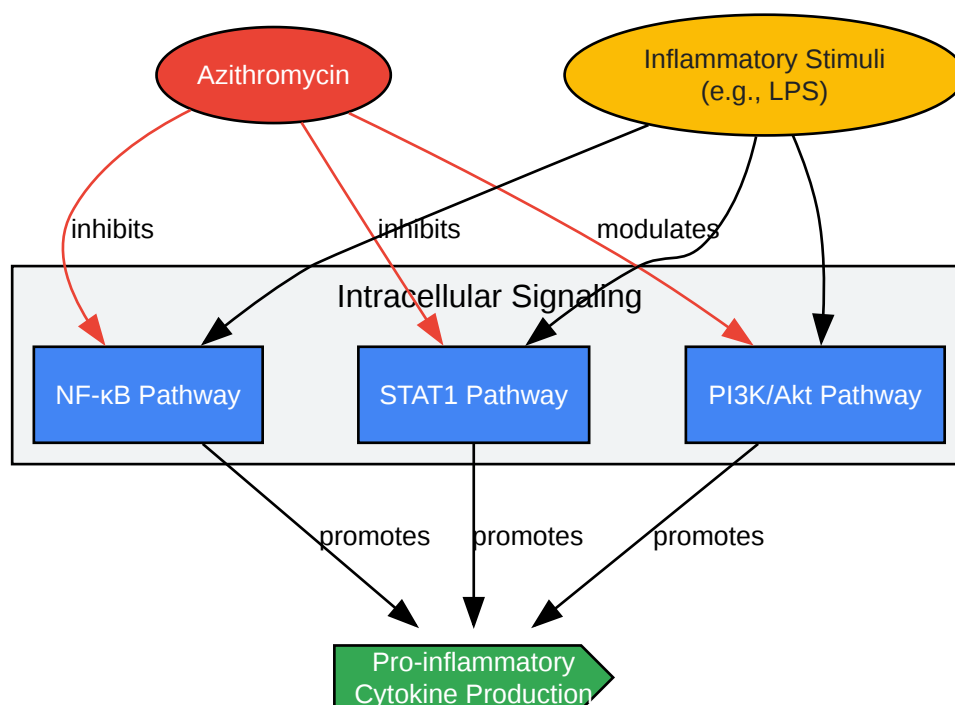 Azithromycin
Inflammatory Stimuli
(e.g., LPS)
inhibits
inhibits
modulates
Intracellular Signaling
NF-κB Pathway
STAT1 Pathway
PI3K/Akt Pathway
promotes
promotes
promotes
Pro-inflammatory
Cytokine Production